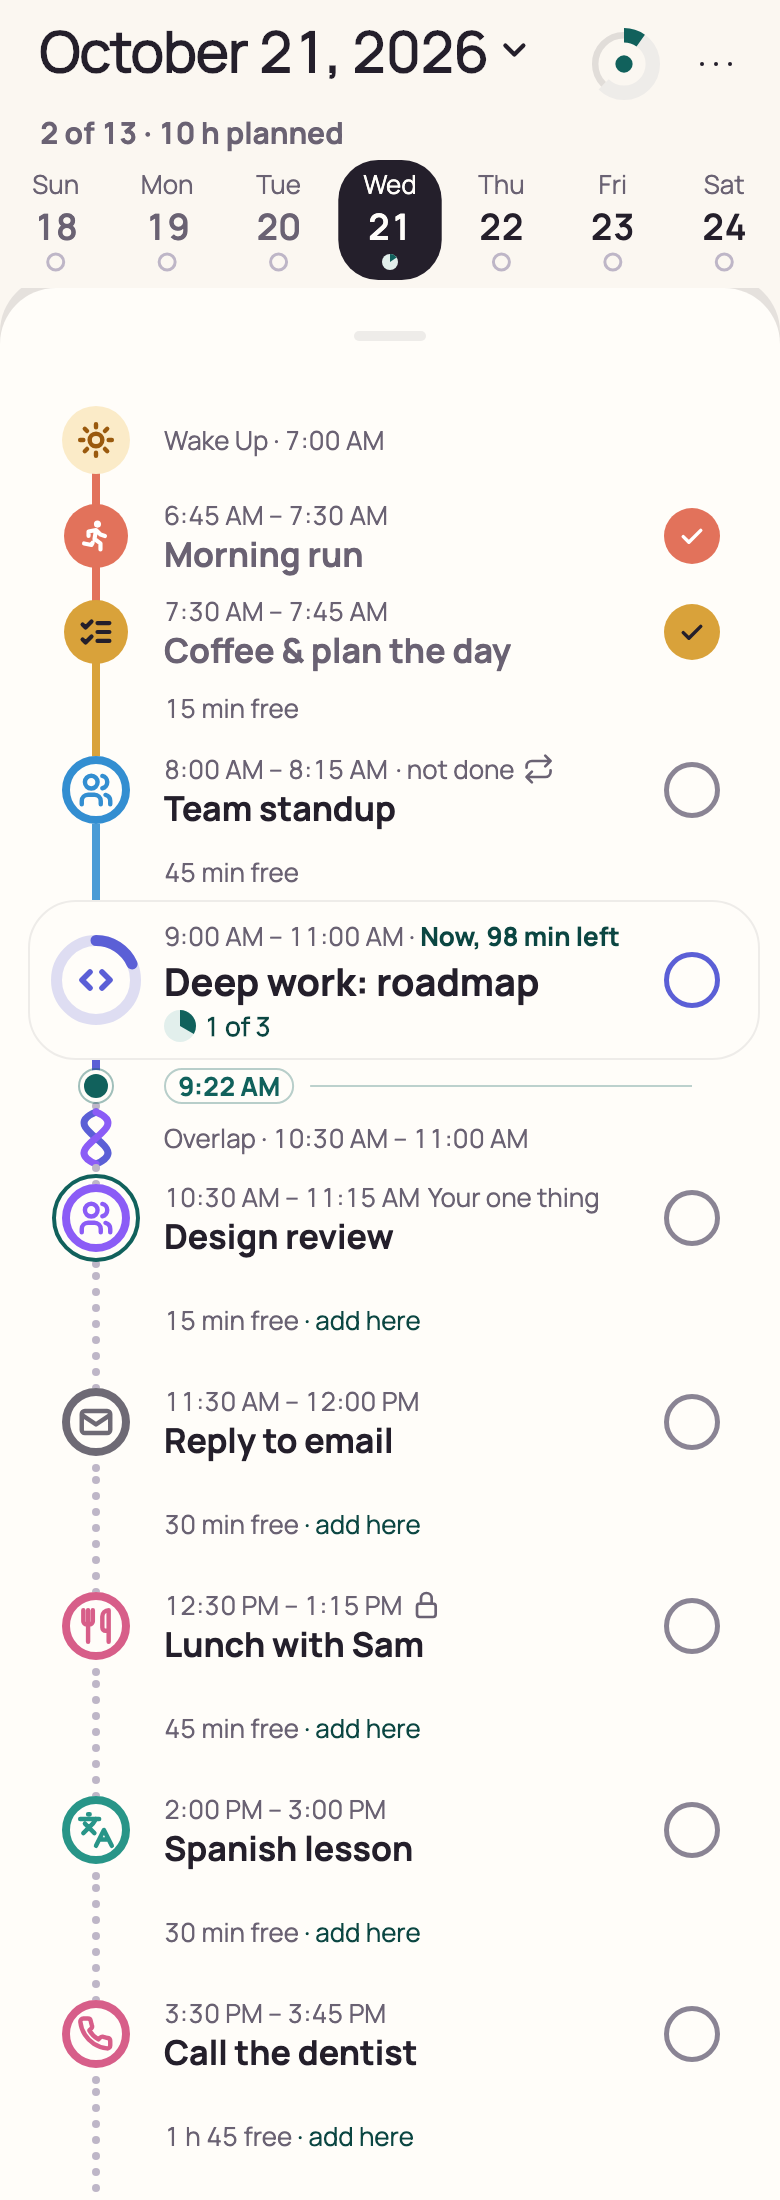 October 21, 2026
2 of 13 · 10 h planned
Sun Mon Tue Wed Thu Fri Sat
18 19 20 21 22 23 24
Wake Up · 7:00 AM
6:45 AM – 7:30 AM
Morning run
7:30 AM – 7:45 AM
Coffee & plan the day
15 min free
8:00 AM – 8:15 AM · not done
Team standup
45 min free
9:00 AM – 11:00 AM · Now, 98 min left
Deep work: roadmap
1 of 3
9:22 AM
Overlap · 10:30 AM – 11:00 AM
10:30 AM – 11:15 AM Your one thing
Design review
15 min free · add here
11:30 AM – 12:00 PM
Reply to email
30 min free · add here
12:30 PM – 1:15 PM
Lunch with Sam
45 min free · add here
2:00 PM – 3:00 PM
Spanish lesson
30 min free · add here
3:30 PM – 3:45 PM
Call the dentist
1 h 45 free · add here